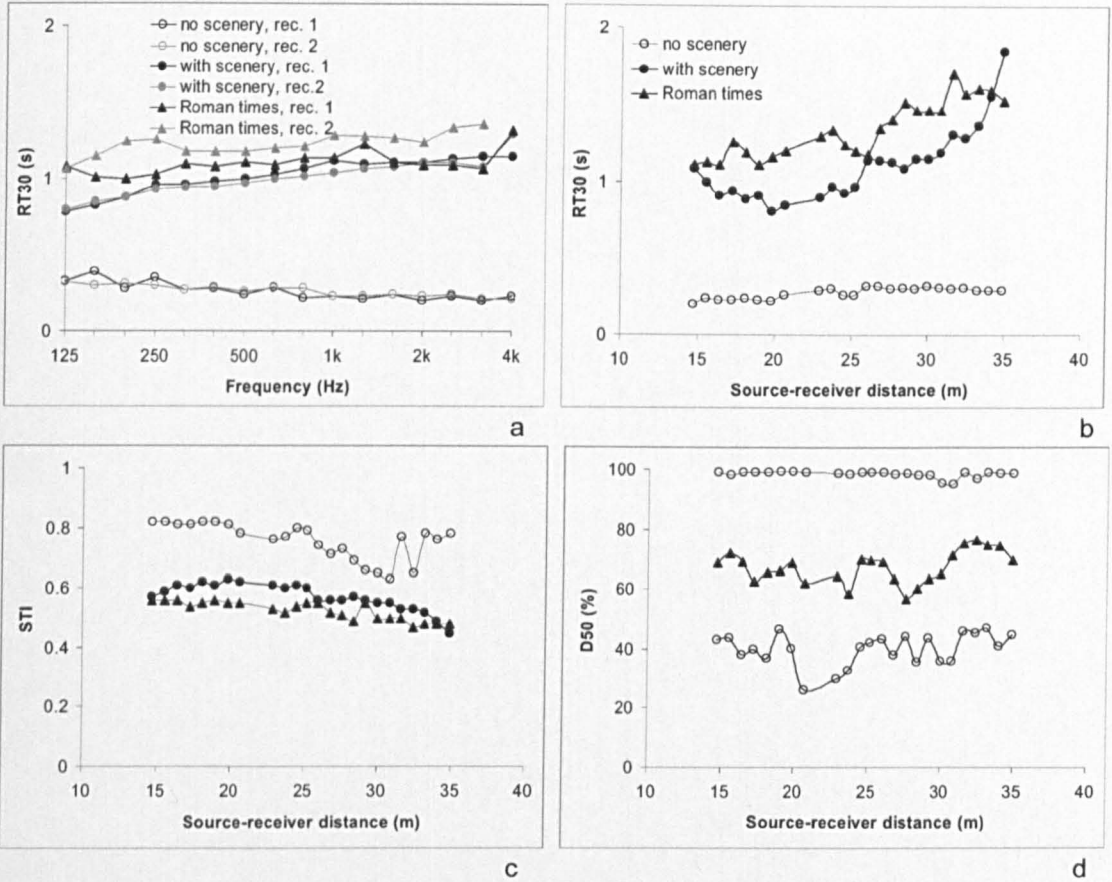 2
no scenery, rec. 1
no scenery, rec. 2
with scenery, rec. 1
with scenery, rec.2
Roman times, rec. 1
Roman times, rec. 2
RT30 (s)
1
0
125 250 500 1k 2k 4k
Frequency (Hz)
a
2
no scenery
with scenery
Roman times
RT30 (s)
1
0
10 15 20 25 30 35 40
Source-receiver distance (m)
b
1
0.8
0.6
STI
0.4
0.2
0
10 15 20 25 30 35 40
Source-receiver distance (m)
c
100
80
60
D50 (%)
40
20
0
10 15 20 25 30 35 40
Source-receiver distance (m)
d